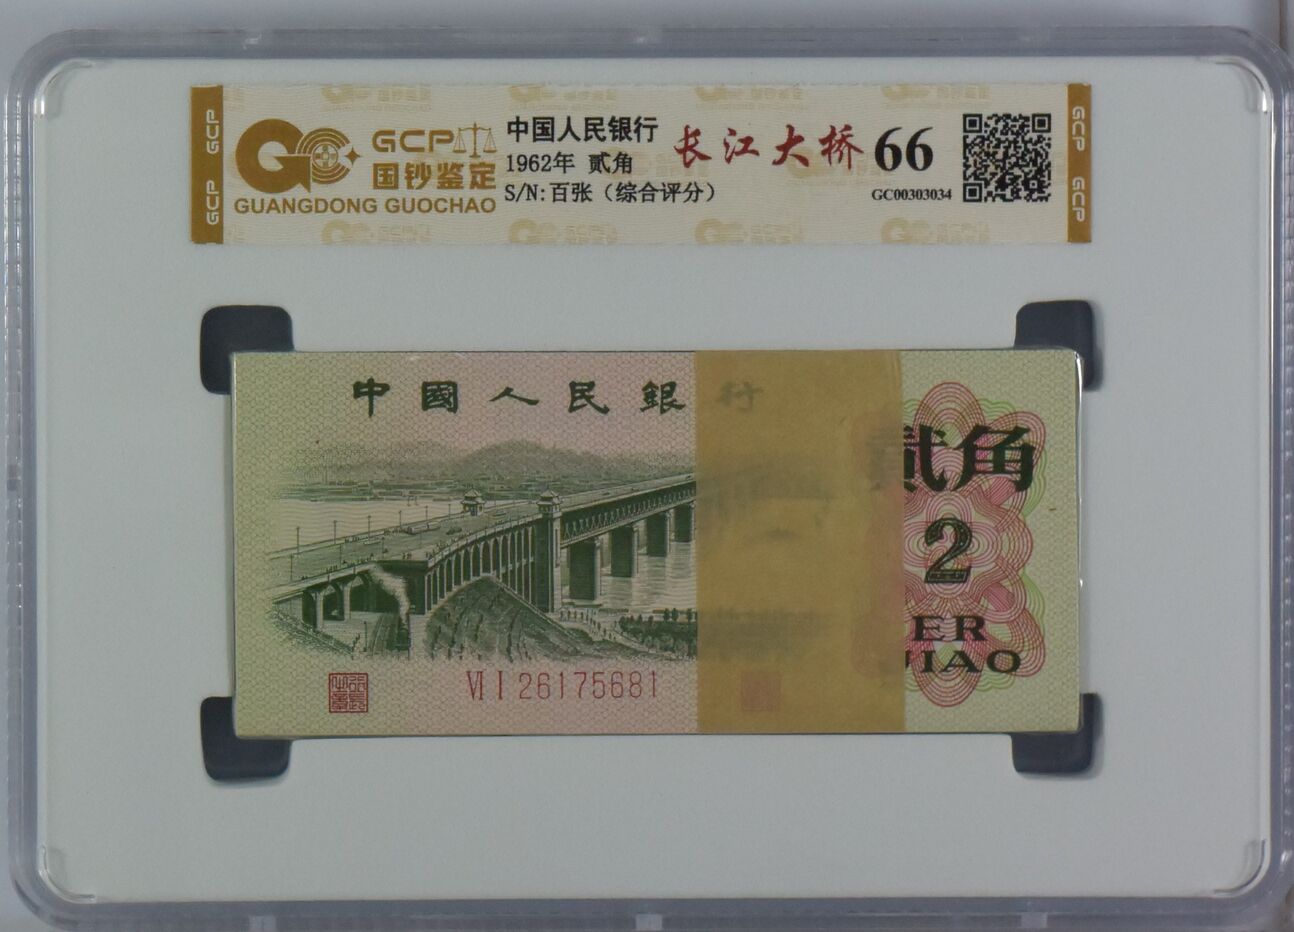 GCP
GCP
GCP
国钞鉴定
GUANGDONG GUOCHAO
中国人民银行
1962年 贰角
S/N:百张（综合评分）
长江大桥
66
GC00303034
GCP
GCP
中國人民銀行
贰角
2
ER
JIAO
Ⅵ Ⅰ 26175681